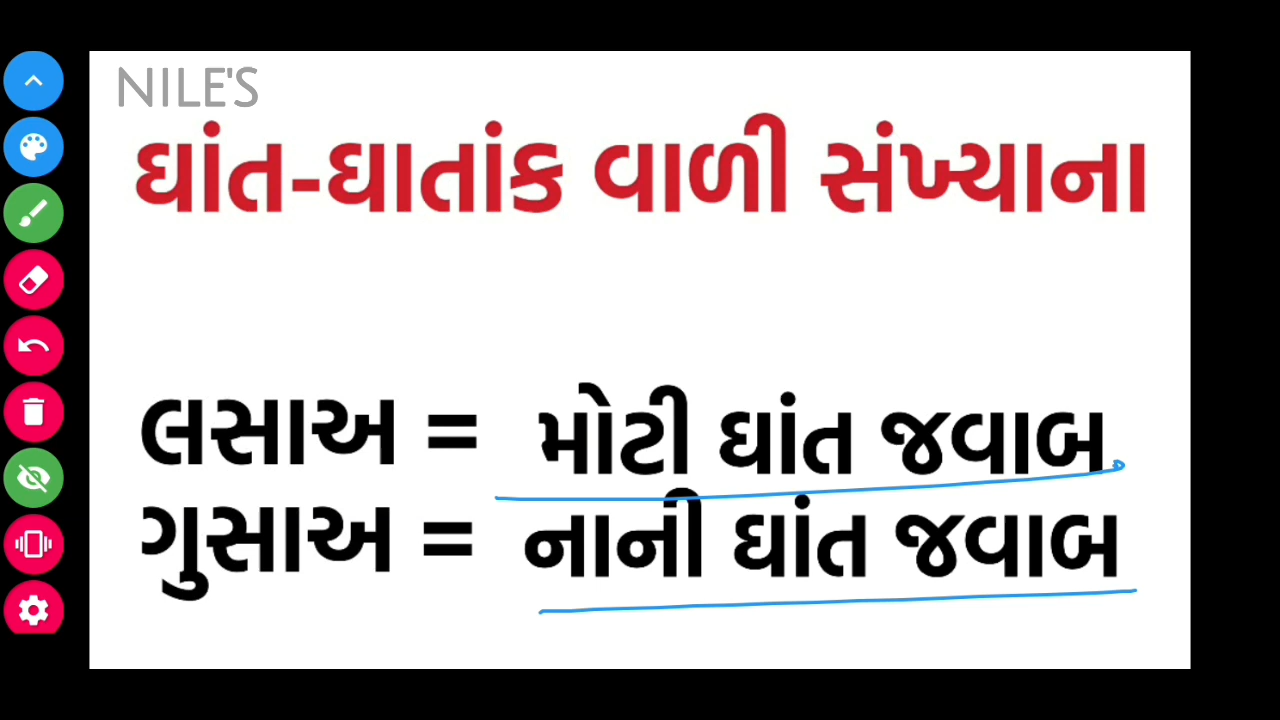 NILE'S
ઘાંત-ઘાતાંક વાળી સંખ્યાના
લસાઅ = મોટી ઘાંત જવાબ
ગુસાઅ = નાની ઘાંત જવાબ